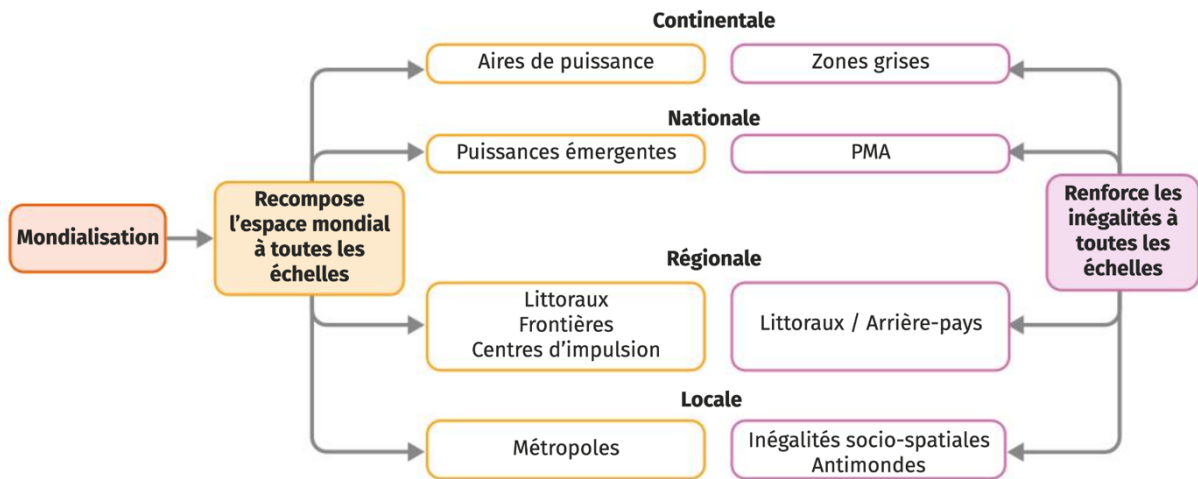 Continentale
Aires de puissance
Zones grises
Nationale
Puissances émergentes
PMA
Mondialisation
Recompose
l’espace mondial
à toutes les
échelles
Renforce les
inégalités à
toutes les
échelles
Régionale
Littoraux
Frontières
Centres d’impulsion
Littoraux / Arrière-pays
Locale
Métropoles
Inégalités socio-spatiales
Antimondes